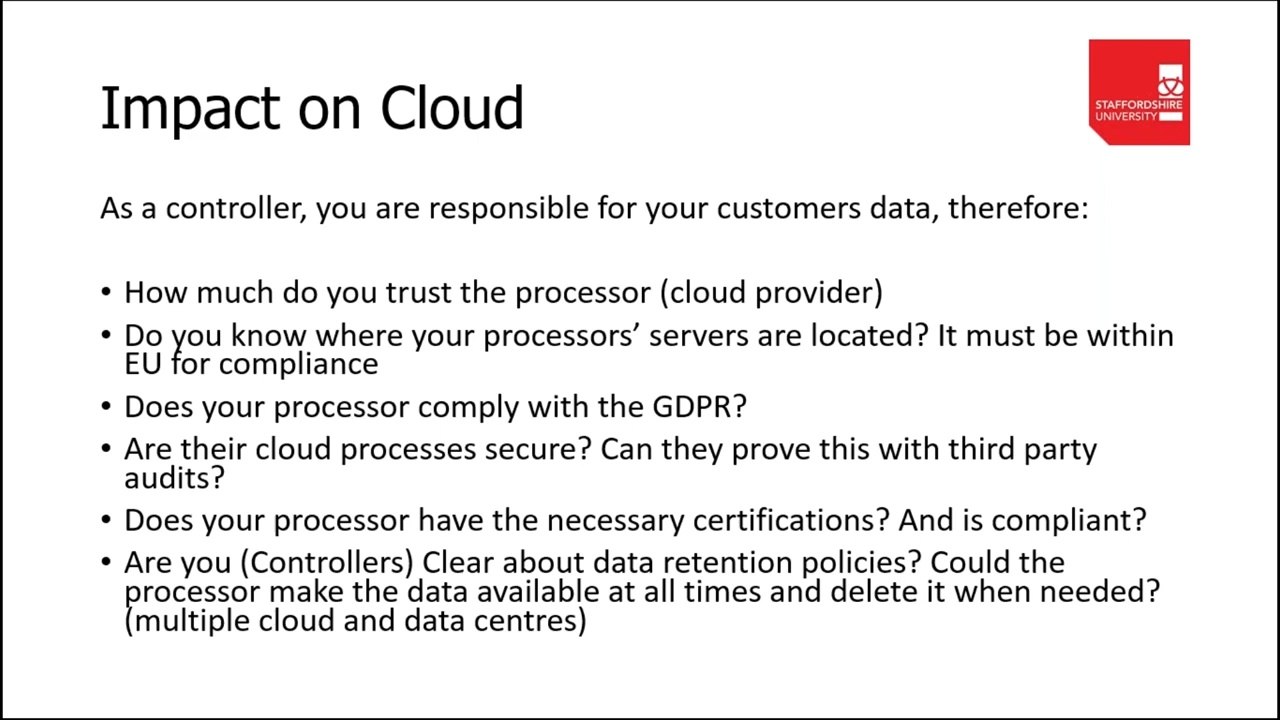 Impact on Cloud
STAFFORDSHIRE
UNIVERSITY
As a controller, you are responsible for your customers data, therefore:
• How much do you trust the processor (cloud provider)
• Do you know where your processors’ servers are located? It must be within
EU for compliance
• Does your processor comply with the GDPR?
• Are their cloud processes secure? Can they prove this with third party
audits?
• Does your processor have the necessary certifications? And is compliant?
• Are you (Controllers) Clear about data retention policies? Could the
processor make the data available at all times and delete it when needed?
(multiple cloud and data centres)